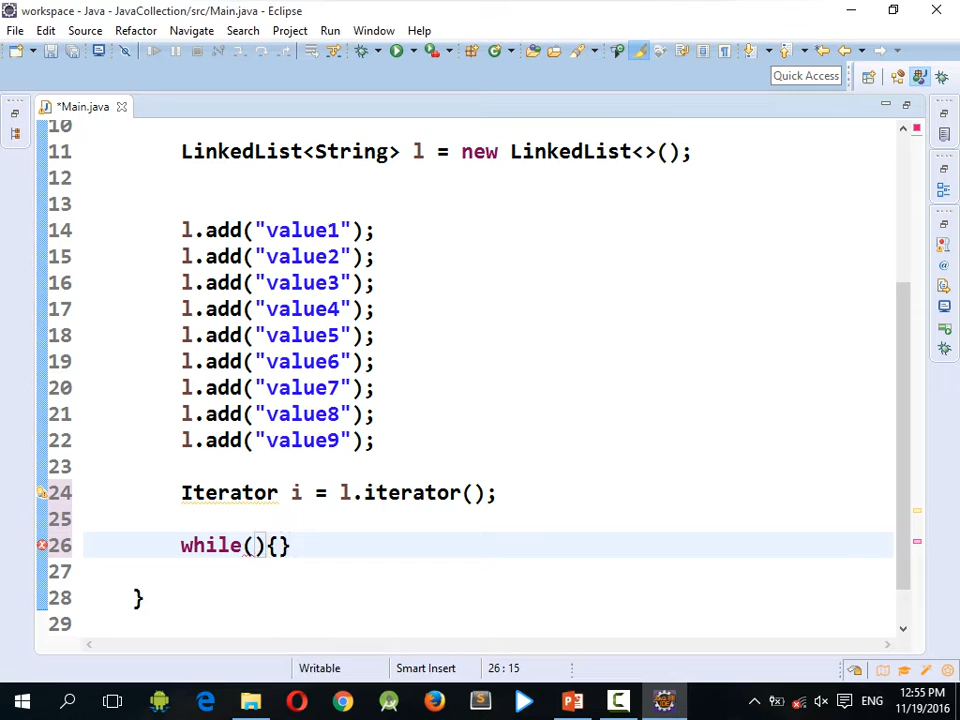 workspace - Java - JavaCollection/src/Main.java - Eclipse
File Edit Source Refactor Navigate Search Project Run Window Help
Quick Access
*Main.java
10
11 LinkedList<String> l = new LinkedList<>();
12
13
14 l.add("value1");
15 l.add("value2");
16 l.add("value3");
17 l.add("value4");
18 l.add("value5");
19 l.add("value6");
20 l.add("value7");
21 l.add("value8");
22 l.add("value9");
23
24 Iterator i = l.iterator();
25
26 while(){}
27
28 }
29
Writable Smart Insert 26 : 15
ENG 12:55 PM
11/19/2016